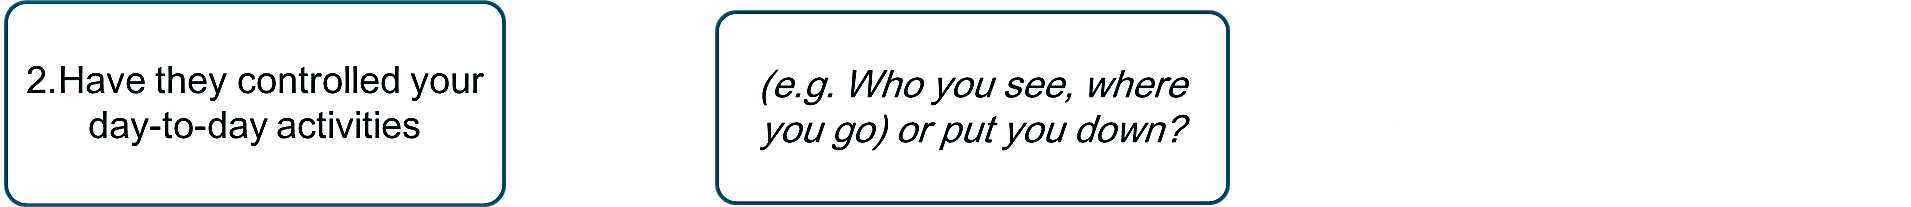 2.Have they controlled your
day-to-day activities
(e.g. Who you see, where
you go) or put you down?